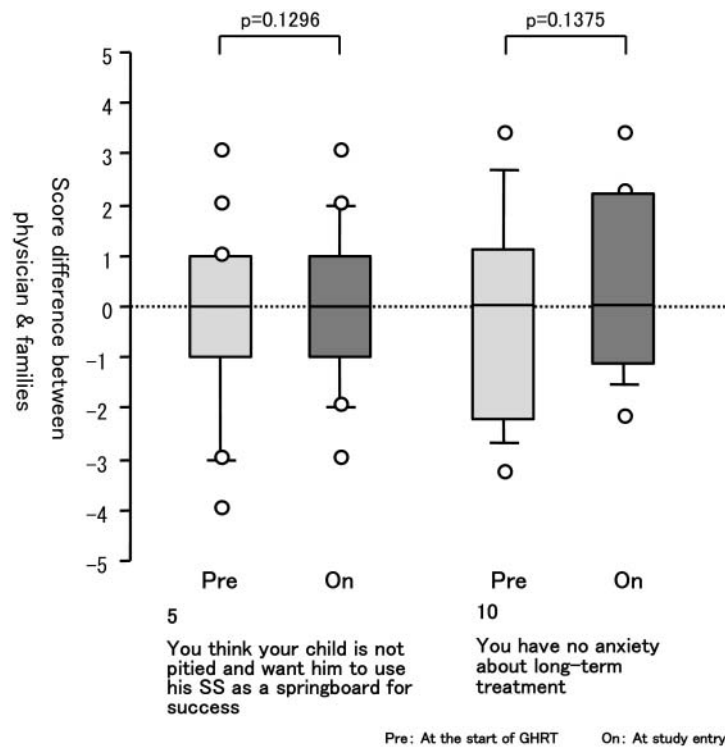 p=0.1296
p=0.1375
5
4
3
2
1
0
-1
-2
-3
-4
-5
Score difference between
physician & families
Pre
On
Pre
On
5
You think your child is not
pitied and want him to use
his SS as a springboard for
success
10
You have no anxiety
about long-term
treatment
Pre: At the start of GHRT On: At study entry